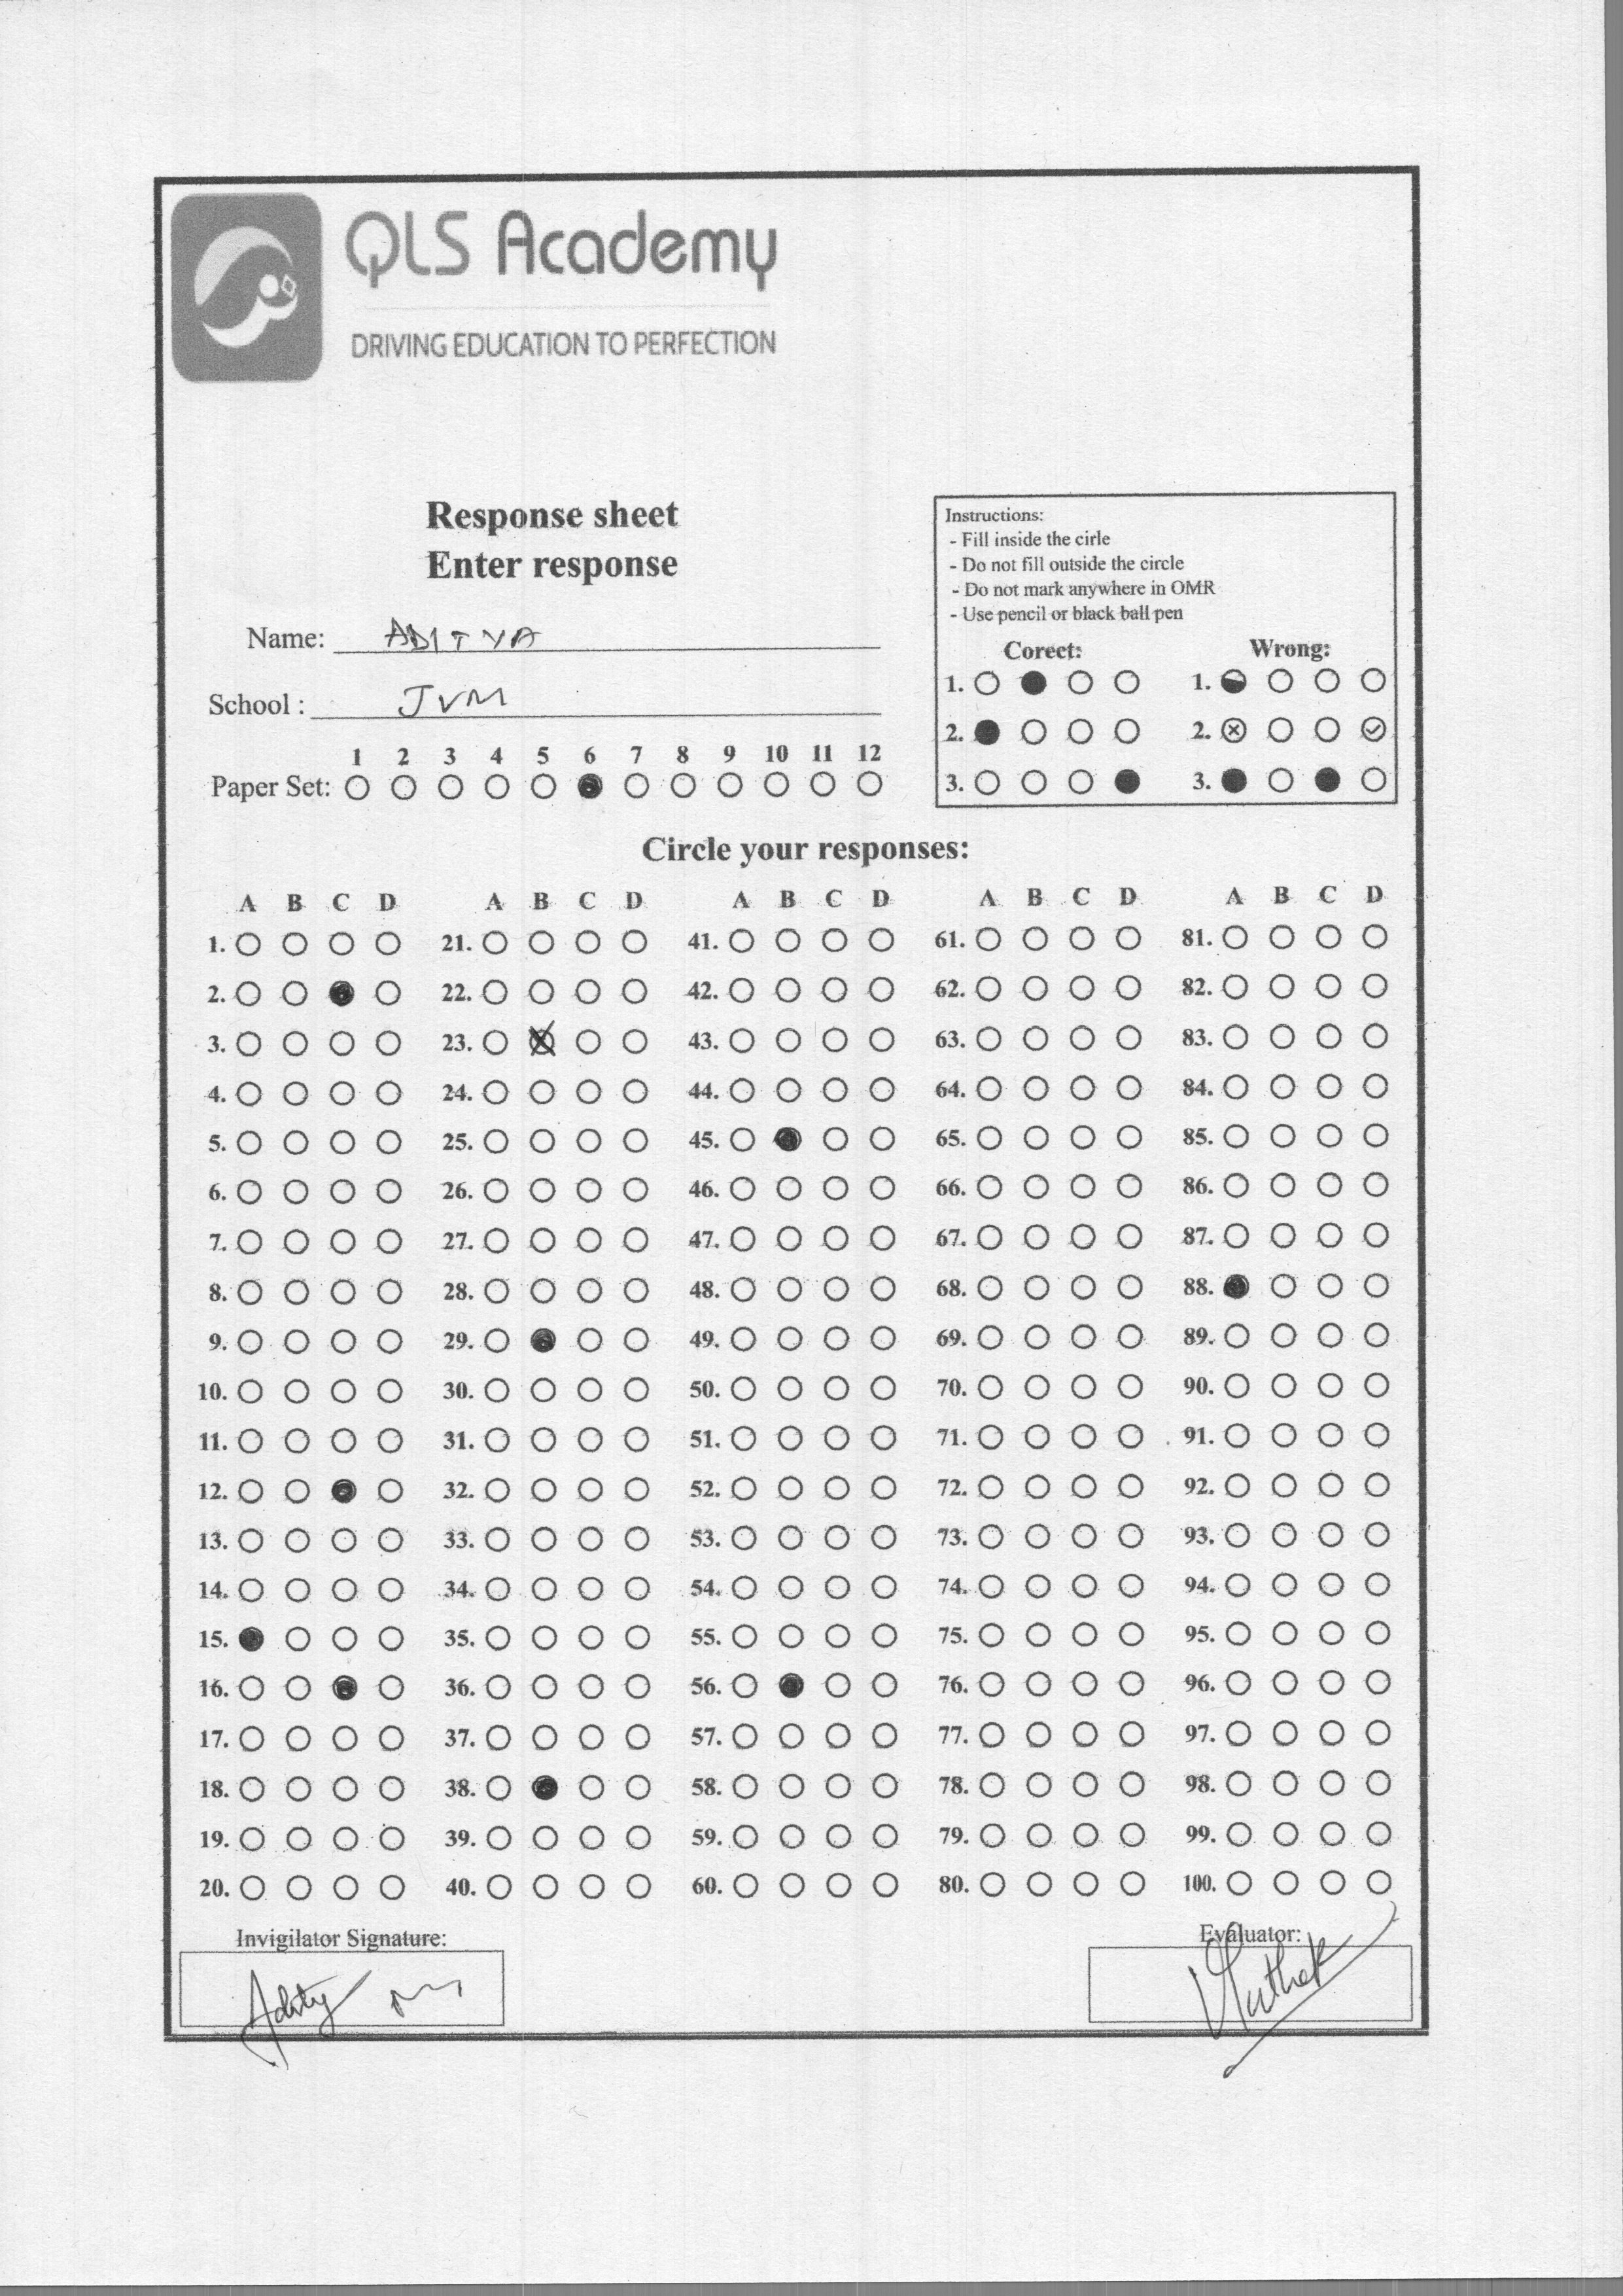 QLS Academy
DRIVING EDUCATION TO PERFECTION
Response sheet
Enter response
Name: ADITYA
School : JVM
1 2 3 4 5 6 7 8 9 10 11 12
Paper Set:
Instructions:
- Fill inside the cirle
- Do not fill outside the circle
- Do not mark anywhere in OMR
- Use pencil or black ball pen
Corect: Wrong:
1. 1.
2. 2.
3. 3.
Circle your responses:
A B C D A B C D A B C D A B C D A B C D
1. 21. 41. 61. 81.
2. 22. 42. 62. 82.
3. 23. 43. 63. 83.
4. 24. 44. 64. 84.
5. 25. 45. 65. 85.
6. 26. 46. 66. 86.
7. 27. 47. 67. 87.
8. 28. 48. 68. 88.
9. 29. 49. 69. 89.
10. 30. 50. 70. 90.
11. 31. 51. 71. 91.
12. 32. 52. 72. 92.
13. 33. 53. 73. 93.
14. 34. 54. 74. 94.
15. 35. 55. 75. 95.
16. 36. 56. 76. 96.
17. 37. 57. 77. 97.
18. 38. 58. 78. 98.
19. 39. 59. 79. 99.
20. 40. 60. 80. 100.
Invigilator Signature: Evaluator: